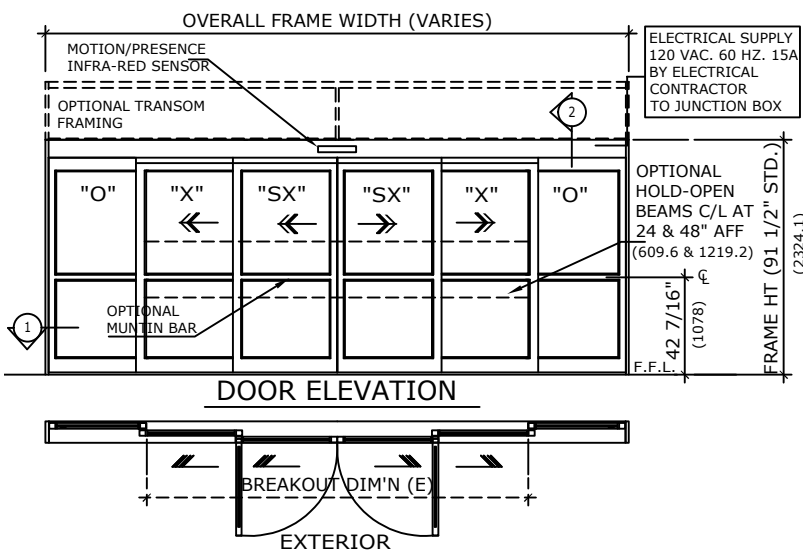 OVERALL FRAME WIDTH (VARIES)
MOTION/PRESENCE
INFRA-RED SENSOR
ELECTRICAL SUPPLY
120 VAC. 60 HZ. 15A
BY ELECTRICAL
CONTRACTOR
TO JUNCTION BOX
OPTIONAL TRANSOM
FRAMING
2
"O"
"X"
"SX"
"SX"
"X"
"O"
OPTIONAL
HOLD-OPEN
BEAMS C/L AT
24 & 48" AFF
(609.6 & 1219.2)
OPTIONAL
MUNTIN BAR
1
℄
42 7/16"
(1078)
FRAME HT (91 1/2" STD.)
(2324.1)
F.F.L.
DOOR ELEVATION
BREAKOUT DIM'N (E)
EXTERIOR